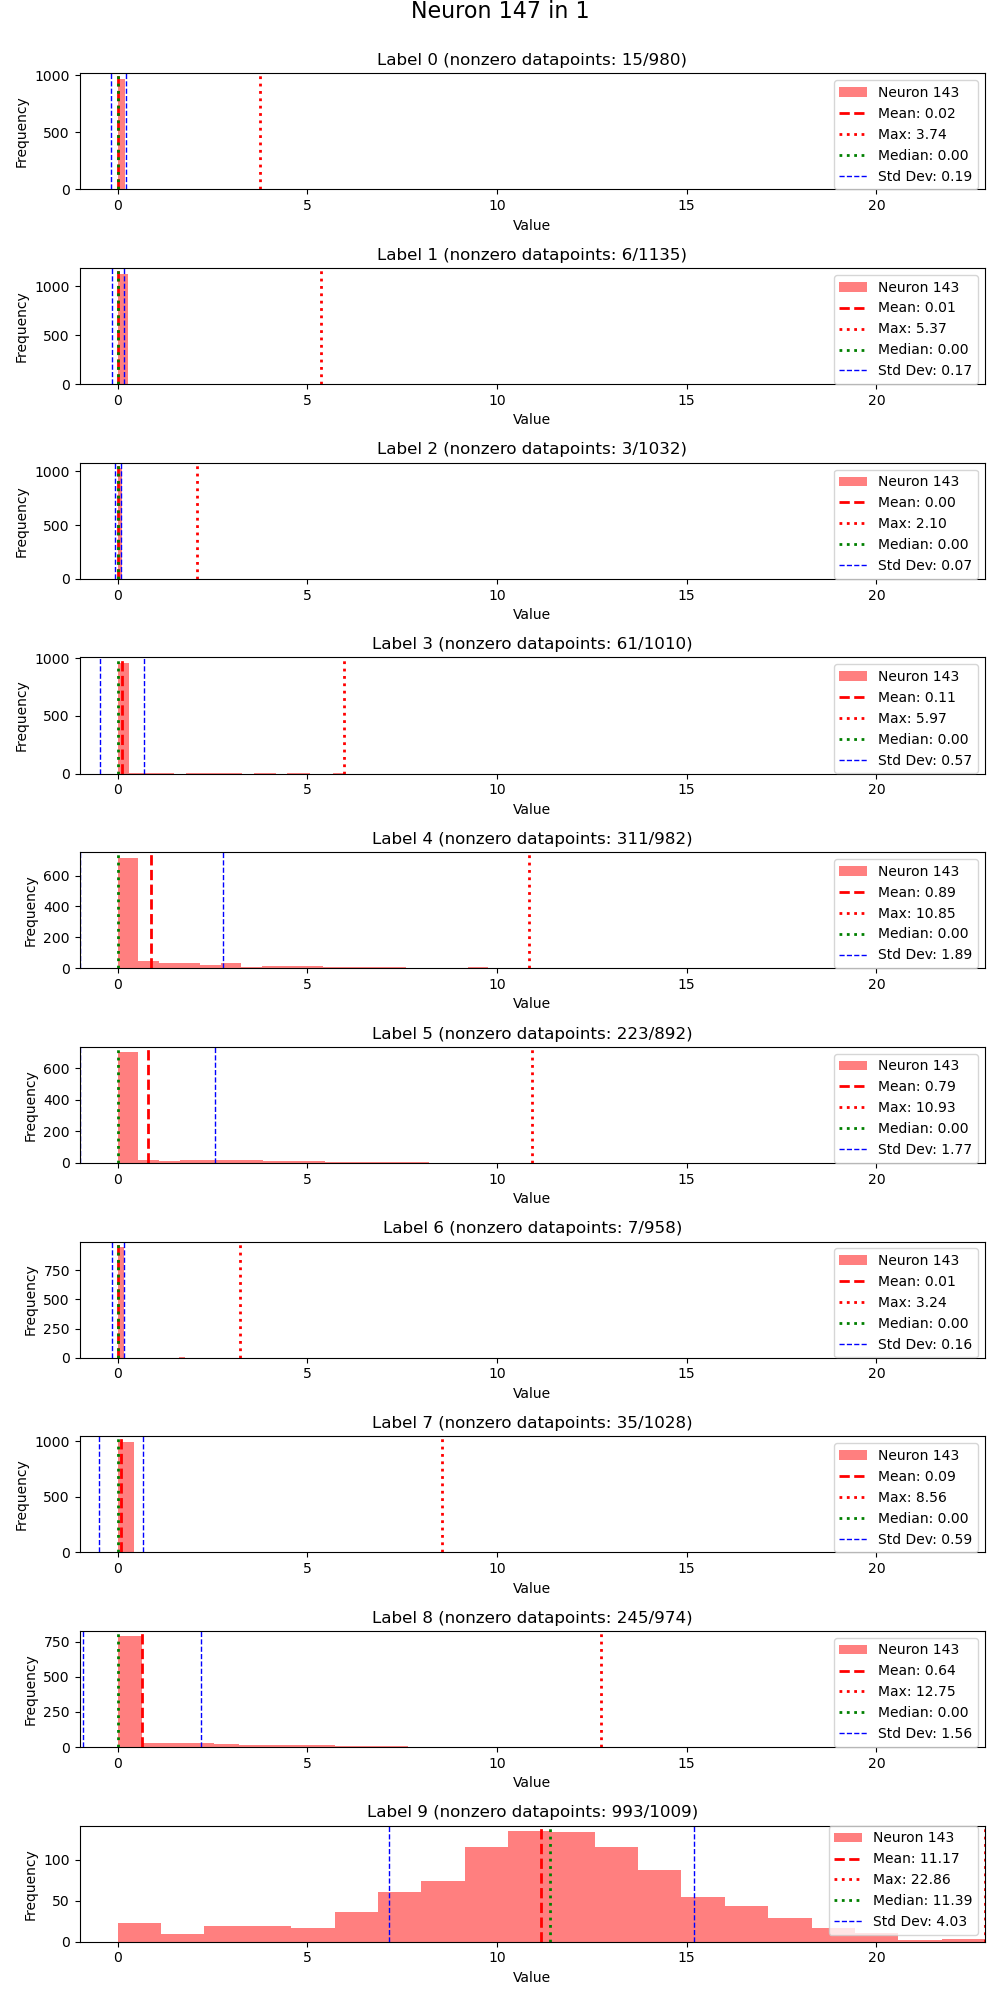 Neuron 147 in 1
Label 0 (nonzero datapoints: 15/980)
Frequency
1000
500
0
Neuron 143
Mean: 0.02
Max: 3.74
Median: 0.00
Std Dev: 0.19
0 5 10 15 20
Value
Label 1 (nonzero datapoints: 6/1135)
Frequency
1000
500
0
Neuron 143
Mean: 0.01
Max: 5.37
Median: 0.00
Std Dev: 0.17
0 5 10 15 20
Value
Label 2 (nonzero datapoints: 3/1032)
Frequency
1000
500
0
Neuron 143
Mean: 0.00
Max: 2.10
Median: 0.00
Std Dev: 0.07
0 5 10 15 20
Value
Label 3 (nonzero datapoints: 61/1010)
Frequency
1000
500
0
Neuron 143
Mean: 0.11
Max: 5.97
Median: 0.00
Std Dev: 0.57
0 5 10 15 20
Value
Label 4 (nonzero datapoints: 311/982)
Frequency
600
400
200
0
Neuron 143
Mean: 0.89
Max: 10.85
Median: 0.00
Std Dev: 1.89
0 5 10 15 20
Value
Label 5 (nonzero datapoints: 223/892)
Frequency
600
400
200
0
Neuron 143
Mean: 0.79
Max: 10.93
Median: 0.00
Std Dev: 1.77
0 5 10 15 20
Value
Label 6 (nonzero datapoints: 7/958)
Frequency
750
500
250
0
Neuron 143
Mean: 0.01
Max: 3.24
Median: 0.00
Std Dev: 0.16
0 5 10 15 20
Value
Label 7 (nonzero datapoints: 35/1028)
Frequency
1000
500
0
Neuron 143
Mean: 0.09
Max: 8.56
Median: 0.00
Std Dev: 0.59
0 5 10 15 20
Value
Label 8 (nonzero datapoints: 245/974)
Frequency
750
500
250
0
Neuron 143
Mean: 0.64
Max: 12.75
Median: 0.00
Std Dev: 1.56
0 5 10 15 20
Value
Label 9 (nonzero datapoints: 993/1009)
Frequency
100
50
0
Neuron 143
Mean: 11.17
Max: 22.86
Median: 11.39
Std Dev: 4.03
0 5 10 15 20
Value